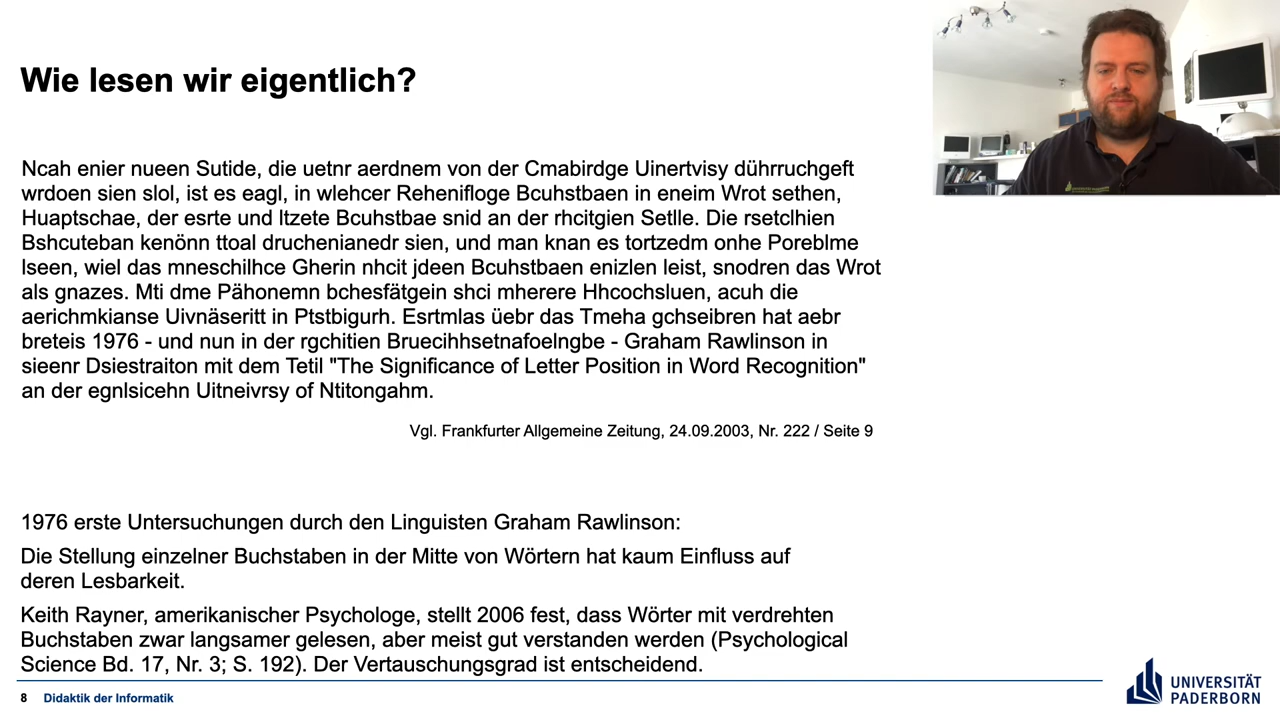 Wie lesen wir eigentlich?
Ncah enier nueen Sutide, die uetnr aerdnem von der Cmabirdge Uinertvisy dührruchgeft
wrdoen sien slol, ist es eagl, in wlehcer Rehenifloge Bcuhstbaen in eneim Wrot sethen,
Huaptschae, der esrte und ltzete Bcuhstbae snid an der rhcitgien Setlle. Die rsetclhien
Bshcuteban kenönn ttoal druchenianedr sien, und man knan es tortzedm onhe Poreblme
lseen, wiel das mneschilhce Gherin nhcit jdeen Bcuhstbaen enizlen leist, snodren das Wrot
als gnazes. Mti dme Pähonemn bchesfätgein shci mherere Hhcochsluen, acuh die
aerichmkianse Uivnäseritt in Ptstbigurh. Esrtmlas üebr das Tmeha gchseibren hat aebr
breteis 1976 - und nun in der rgchitien Bruecihhsetnafoelngbe - Graham Rawlinson in
sieenr Dsiestraiton mit dem Tetil "The Significance of Letter Position in Word Recognition"
an der egnlsicehn Uitneivrsy of Ntitongahm.
Vgl. Frankfurter Allgemeine Zeitung, 24.09.2003, Nr. 222 / Seite 9
1976 erste Untersuchungen durch den Linguisten Graham Rawlinson:
Die Stellung einzelner Buchstaben in der Mitte von Wörtern hat kaum Einfluss auf
deren Lesbarkeit.
Keith Rayner, amerikanischer Psychologe, stellt 2006 fest, dass Wörter mit verdrehten
Buchstaben zwar langsamer gelesen, aber meist gut verstanden werden (Psychological
Science Bd. 17, Nr. 3; S. 192). Der Vertauschungsgrad ist entscheidend.
8 Didaktik der Informatik
UNIVERSITÄT
PADERBORN
UNIVERSITÄT PADERBORN